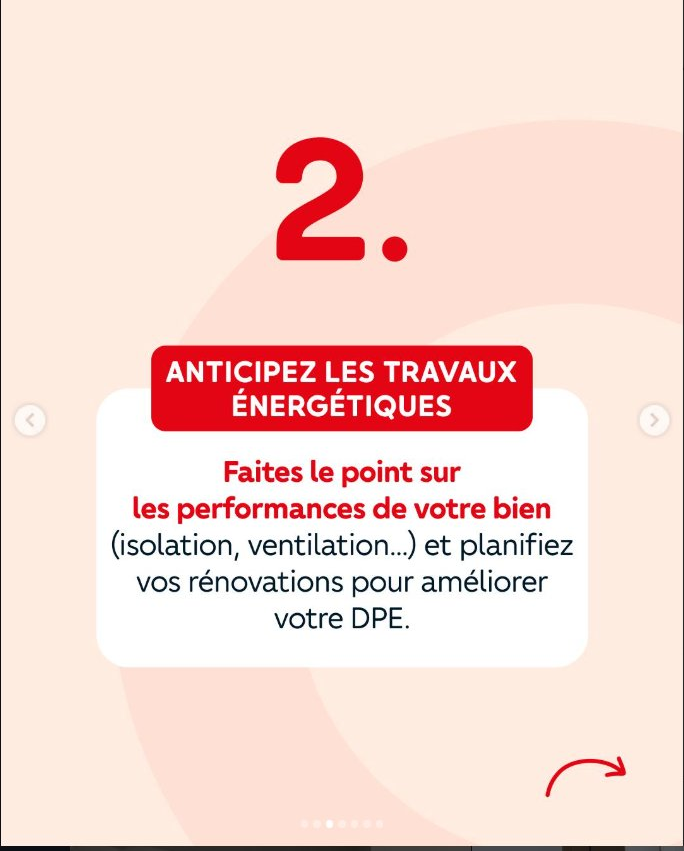 2.
ANTICIPEZ LES TRAVAUX
ÉNERGÉTIQUES
Faites le point sur
les performances de votre bien
(isolation, ventilation...) et planifiez
vos rénovations pour améliorer
votre DPE.